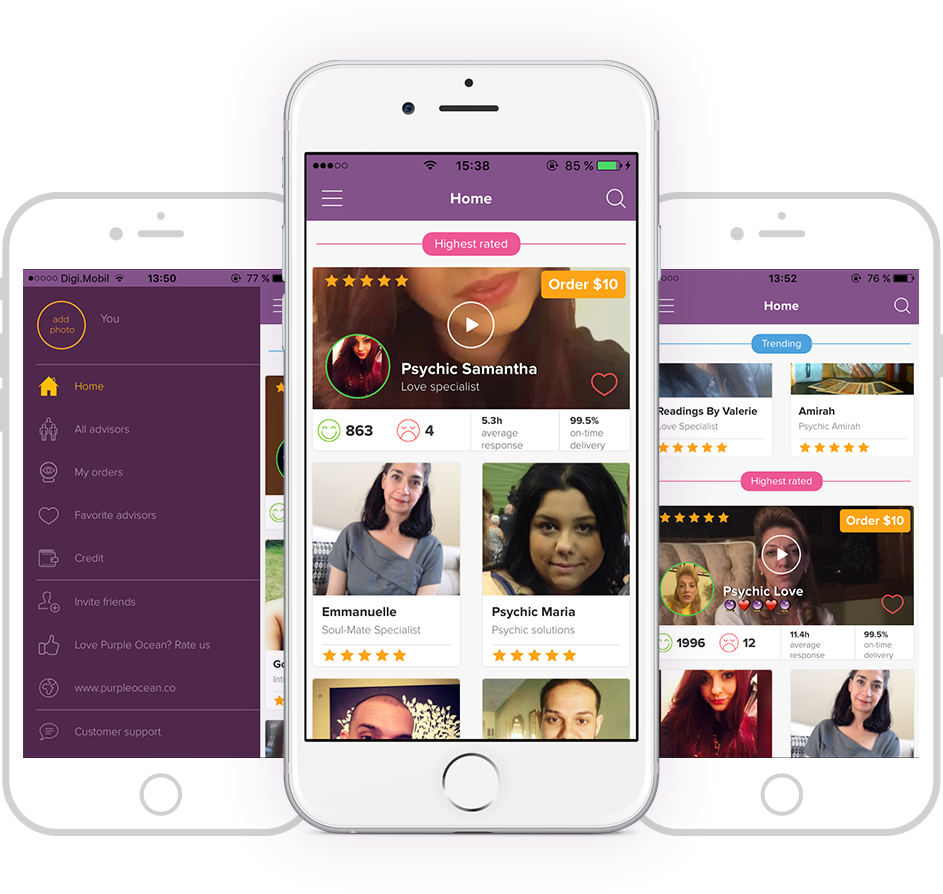 Digi.Mobil
13:50
77 %
add
photo
You
Home
All advisors
My orders
Favorite advisors
Credit
Invite friends
Love Purple Ocean? Rate us
www.purpleocean.co
Customer support
15:38
85 %
Home
Highest rated
Order $10
Psychic Samantha
Love specialist
863
4
5.3h
average
response
99.5%
on-time
delivery
Emmanuelle
Soul-Mate Specialist
Psychic Maria
Psychic solutions
13:52
76 %
Home
Trending
Readings By Valerie
Love Specialist
Amirah
Psychic Amirah
Highest rated
Order $10
Psychic Love
1996
12
11.4h
average
response
99.5%
on-time
delivery